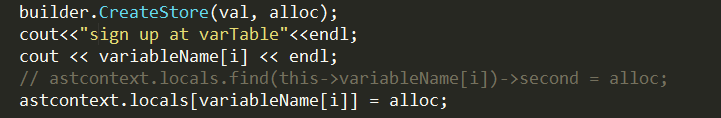 builder.CreateStore(val, alloc);
cout<<"sign up at varTable"<<endl;
cout << variableName[i] << endl;
// astcontext.locals.find(this->variableName[i])->second = alloc;
astcontext.locals[variableName[i]] = alloc;